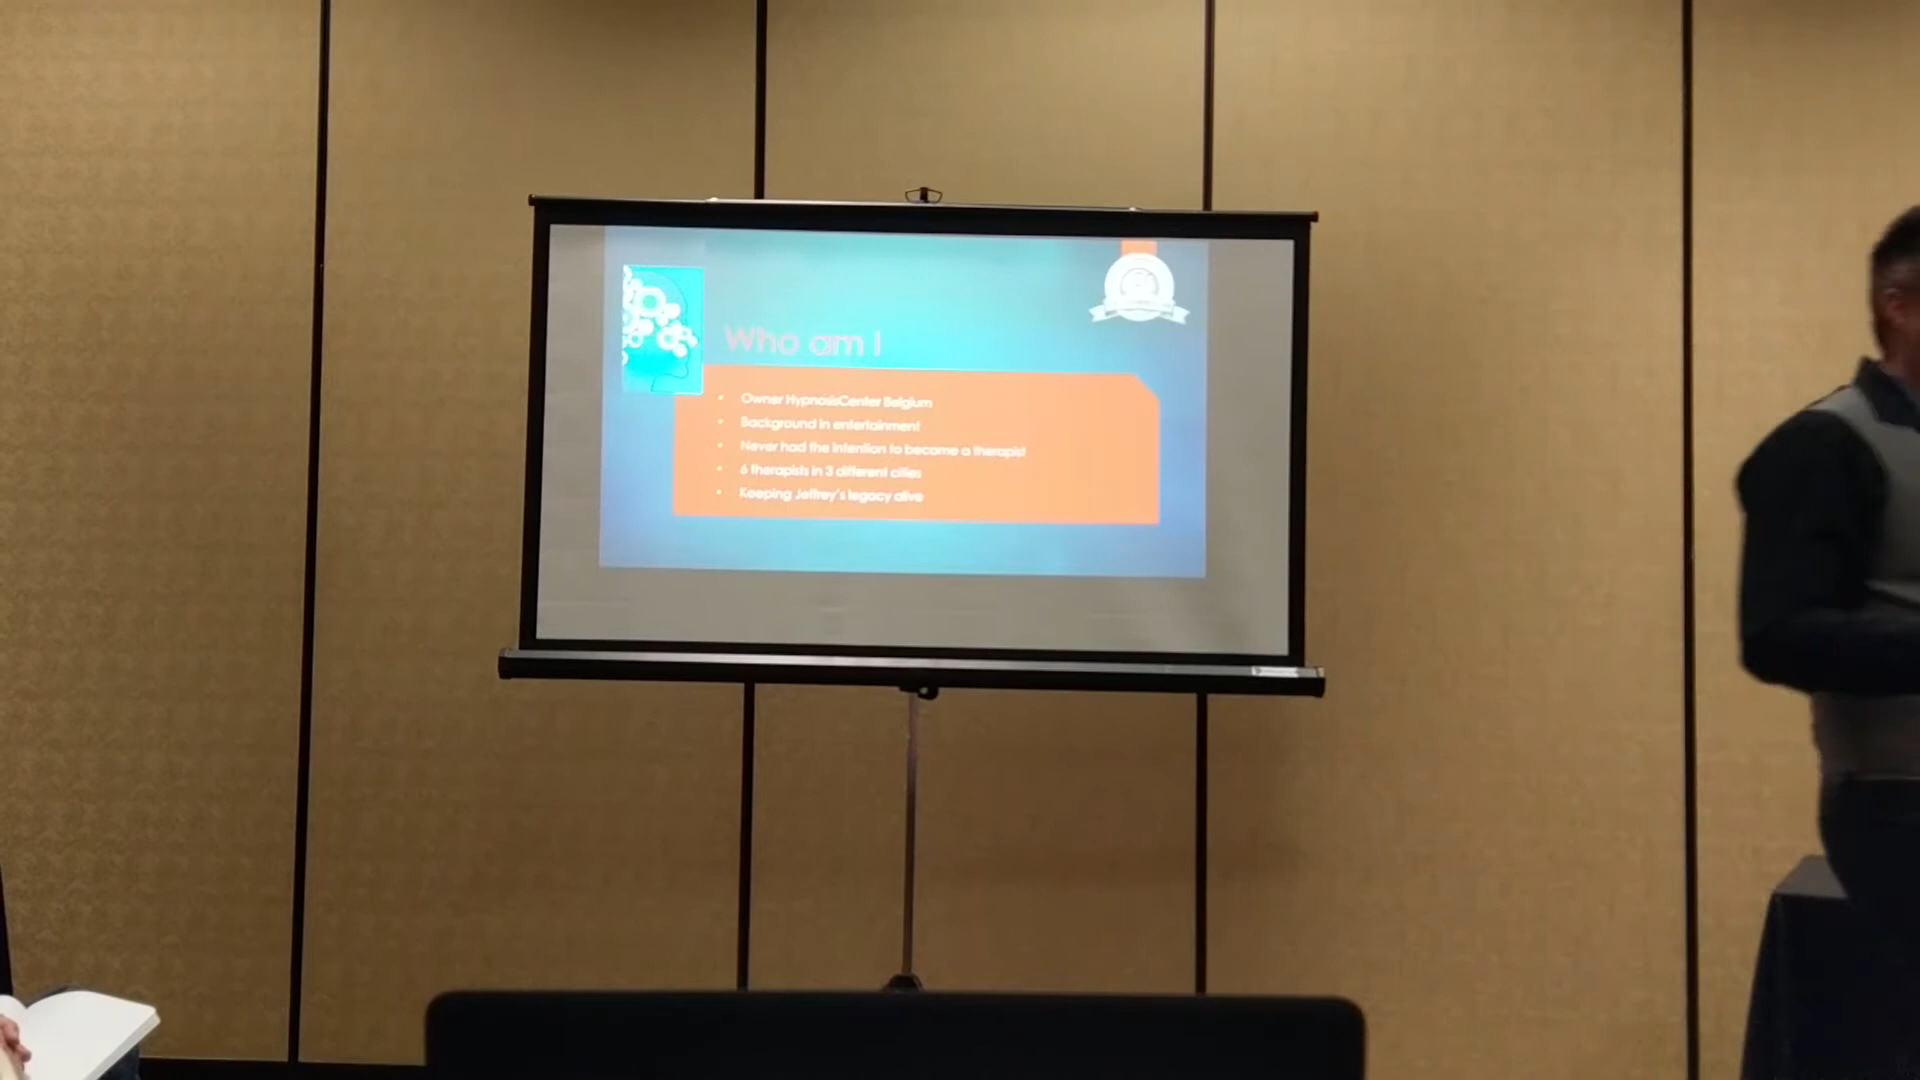 Who am I
• Owner HypnosisCenter Belgium
• Background in entertainment
• Never had the intention to become a therapist
• 6 therapists in 3 different cities
• Keeping Jeffrey's legacy alive